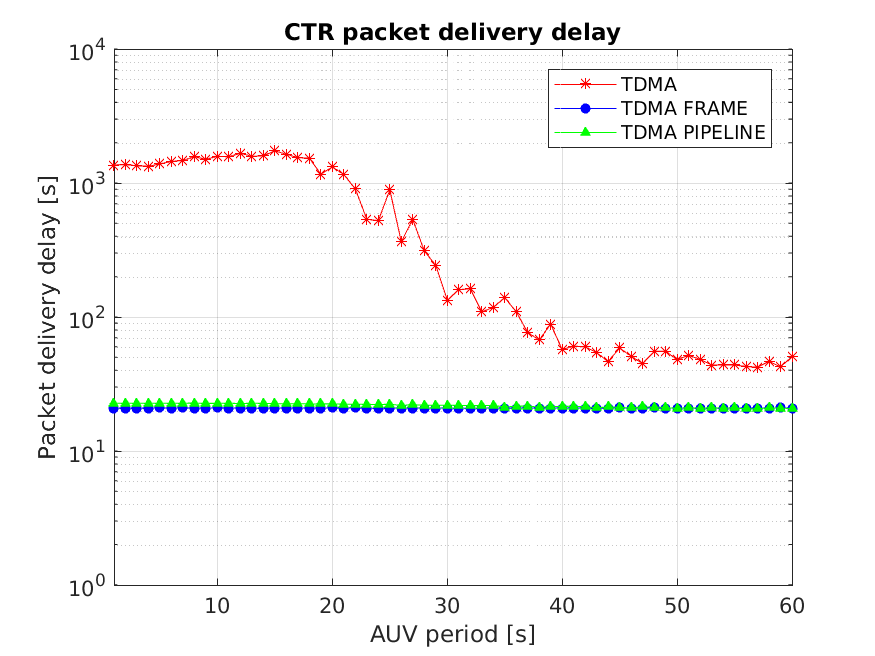 CTR packet delivery delay
TDMA
TDMA FRAME
TDMA PIPELINE
Packet delivery delay [s]
10^4
10^3
10^2
10^1
10^0
10 20 30 40 50 60
AUV period [s]